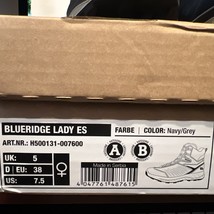 BLUERIDGE LADY ES
FARBE | COLOR: Navy/Grey
ART.NR.: H500131-007600
UK: 5
D | EU: 38
US: 7.5
A B
Made in Serbia
4 047761 487615